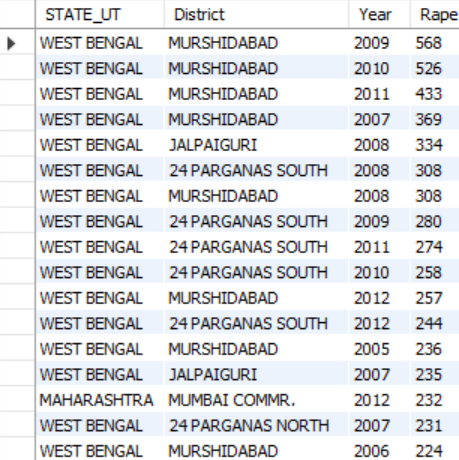 STATE_UT District Year Rape
WEST BENGAL MURSHIDABAD 2009 568
WEST BENGAL MURSHIDABAD 2010 526
WEST BENGAL MURSHIDABAD 2011 433
WEST BENGAL MURSHIDABAD 2007 369
WEST BENGAL JALPAIGURI 2008 334
WEST BENGAL 24 PARGANAS SOUTH 2008 308
WEST BENGAL MURSHIDABAD 2008 308
WEST BENGAL 24 PARGANAS SOUTH 2009 280
WEST BENGAL 24 PARGANAS SOUTH 2011 274
WEST BENGAL 24 PARGANAS SOUTH 2010 258
WEST BENGAL MURSHIDABAD 2012 257
WEST BENGAL 24 PARGANAS SOUTH 2012 244
WEST BENGAL MURSHIDABAD 2005 236
WEST BENGAL JALPAIGURI 2007 235
MAHARASHTRA MUMBAI COMMR. 2012 232
WEST BENGAL 24 PARGANAS NORTH 2007 231
WEST BENGAL MURSHIDABAD 2006 224